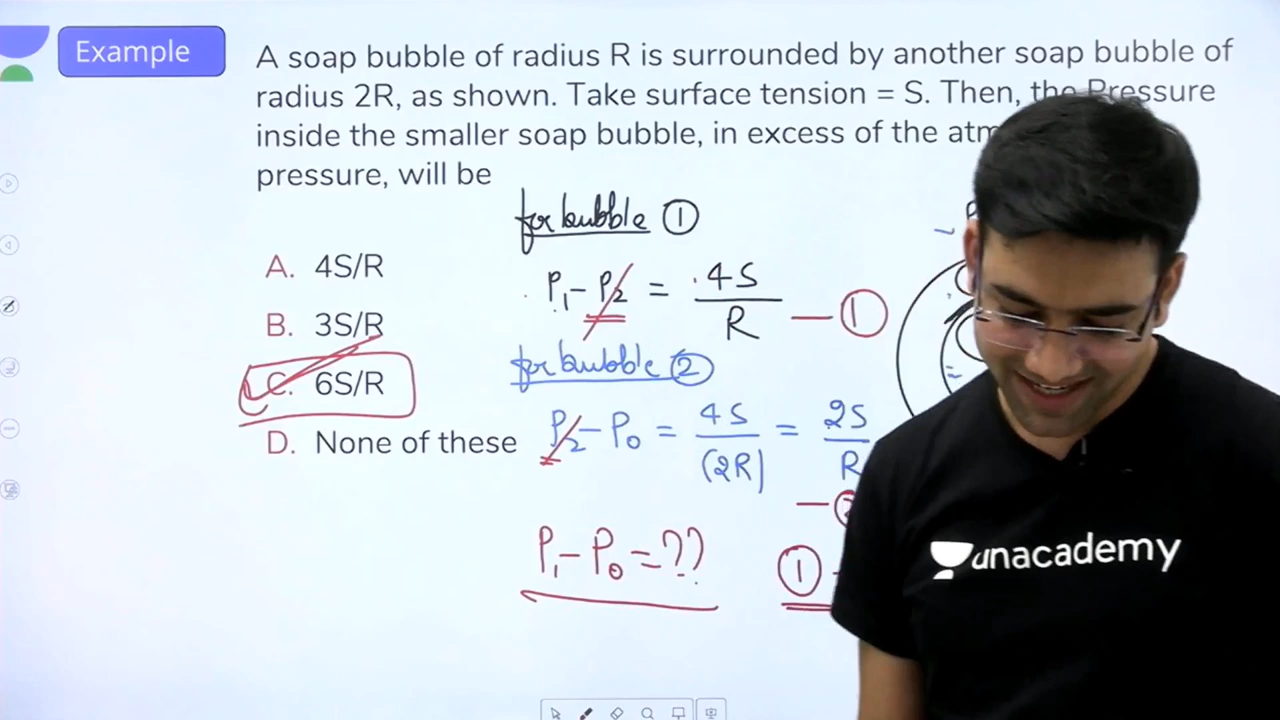 Example
A soap bubble of radius R is surrounded by another soap bubble of
radius 2R, as shown. Take surface tension = S. Then, the Pressure
inside the smaller soap bubble, in excess of the
pressure, will be
for bubble ①
A. 4S/R
P₁ - P₂ = 4S / R — ①
B. 3S/R
for bubble ②
C. 6S/R
P₂ - P₀ = 4S / (2R) = 2S / R
D. None of these
— ②
P₁ - P₀ = ??
①
unacademy